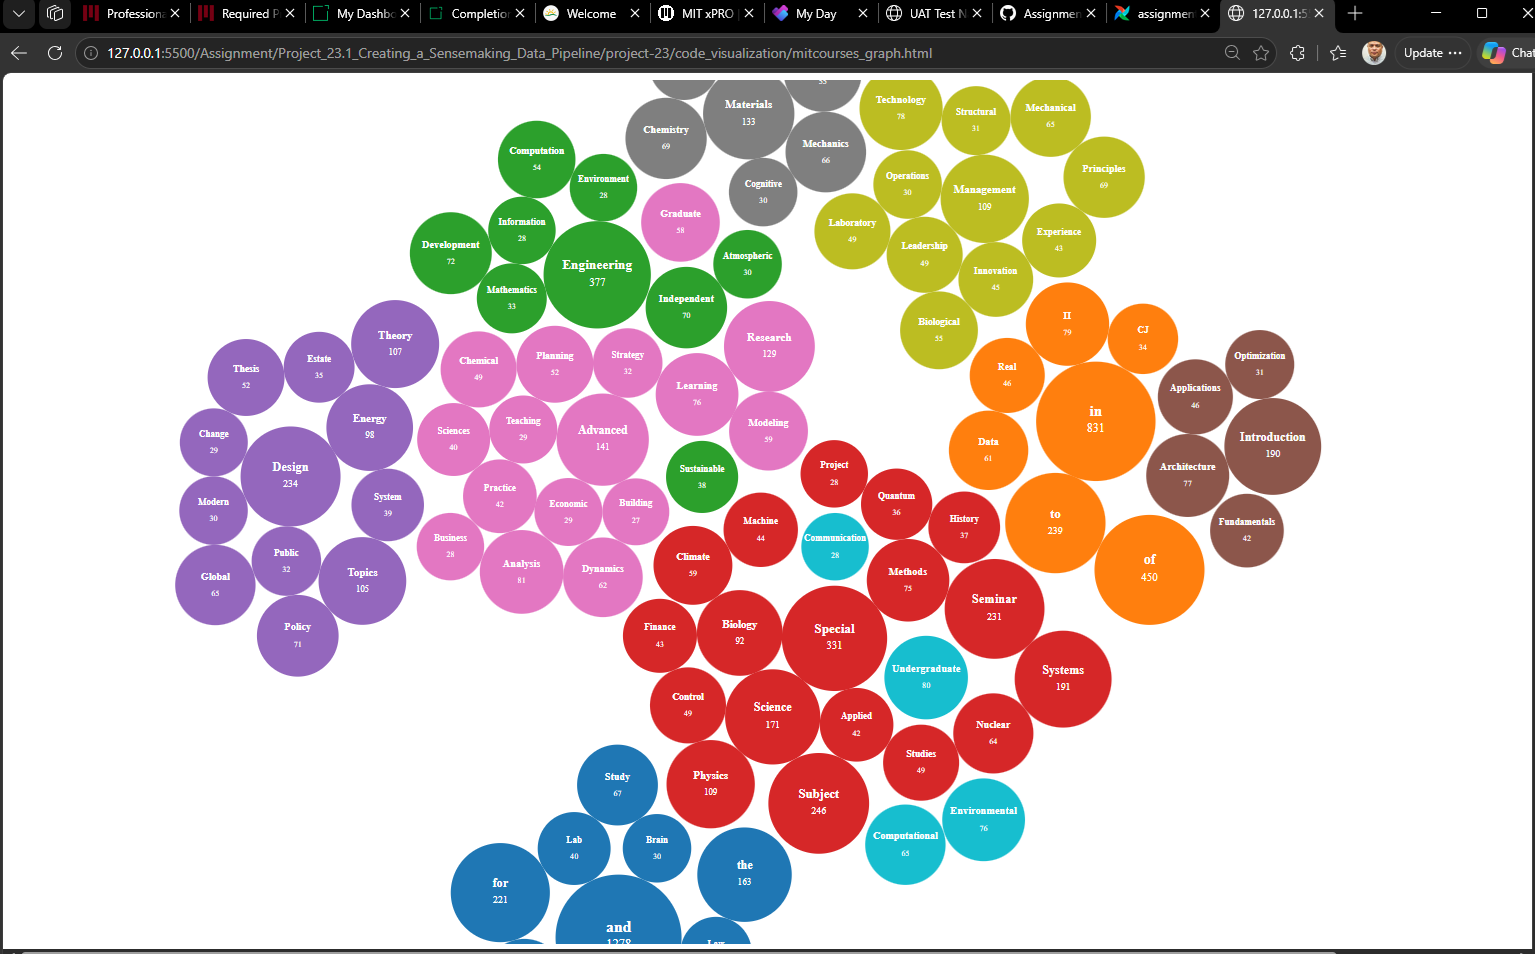 Professiona
Required P
My Dashbo
Completion
Welcome
MIT xPRO
My Day
UAT Test N
Assignmen
assignmen
127.0.0.1:5
127.0.0.1:5500/Assignment/Project_23.1_Creating_a_Sensemaking_Data_Pipeline/project-23/code_visualization/mitcourses_graph.html
Update
Chat
Materials
133
Chemistry
69
Mechanics
66
Cognitive
30
Technology
78
Structural
31
Mechanical
65
Principles
69
Operations
30
Management
109
Laboratory
49
Leadership
49
Experience
43
Innovation
45
Biological
55
Computation
54
Environment
28
Information
28
Development
72
Engineering
377
Mathematics
33
Independent
70
Atmospheric
30
Graduate
58
Theory
107
Estate
35
Thesis
52
Energy
98
Change
29
Design
234
Modern
30
System
39
Public
32
Global
65
Topics
105
Policy
71
Chemical
49
Planning
52
Strategy
32
Research
129
Learning
76
Modeling
59
Sciences
40
Teaching
29
Advanced
141
Practice
42
Economic
29
Building
27
Business
28
Analysis
81
Dynamics
62
Sustainable
38
II
79
CJ
34
Real
46
in
831
Data
61
to
239
of
450
Optimization
31
Applications
46
Introduction
190
Architecture
77
Fundamentals
42
Project
28
Quantum
36
History
37
Machine
44
Communication
28
Climate
59
Methods
75
Seminar
231
Finance
43
Biology
92
Special
331
Undergraduate
80
Systems
191
Control
49
Science
171
Applied
42
Nuclear
64
Studies
49
Physics
109
Subject
246
Environmental
76
Computational
65
Study
67
Lab
40
Brain
30
the
163
for
221
and
1278
Law